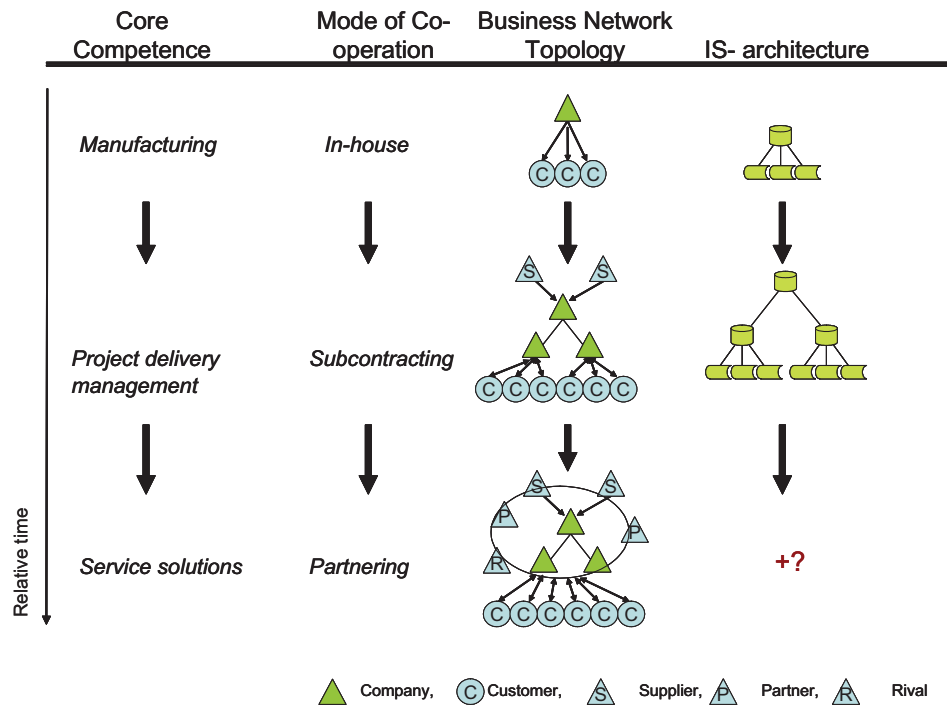 Core
Competence
Mode of Co-
operation
Business Network
Topology
IS- architecture
Manufacturing
In-house
C C C
S S
Project delivery
management
Subcontracting
C C C C C C
S S
P
P
R
Service solutions
Partnering
+?
C C C C C C
Relative time
Company, C Customer, S Supplier, P Partner, R Rival